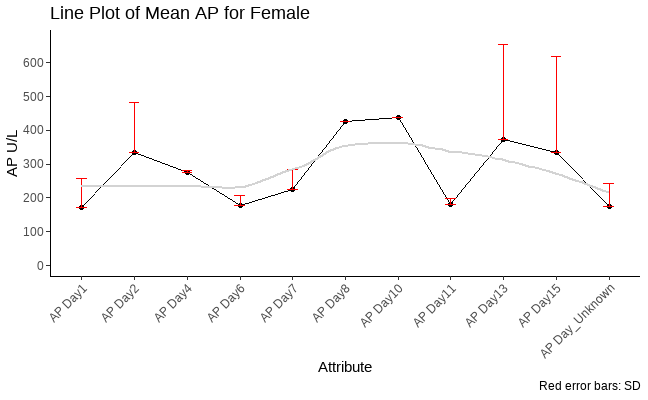 Line Plot of Mean AP for Female
AP U/L
600
500
400
300
200
100
0
AP Day1
AP Day2
AP Day4
AP Day6
AP Day7
AP Day8
AP Day10
AP Day11
AP Day13
AP Day15
AP Day_Unknown
Attribute
Red error bars: SD